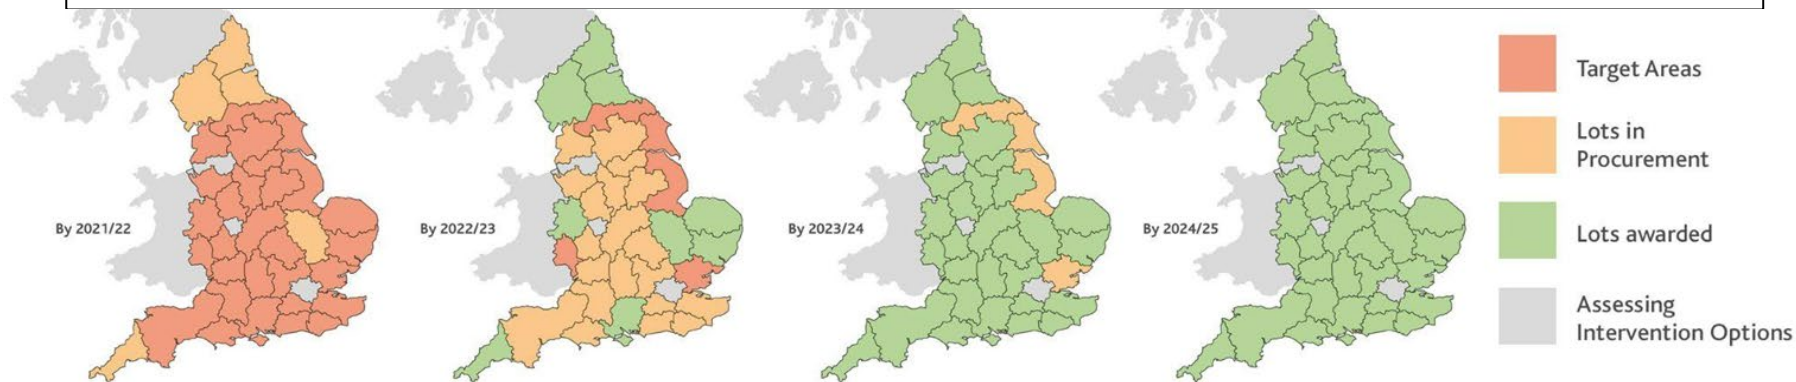 By 2021/22
By 2022/23
By 2023/24
By 2024/25
Target Areas
Lots in
Procurement
Lots awarded
Assessing
Intervention Options